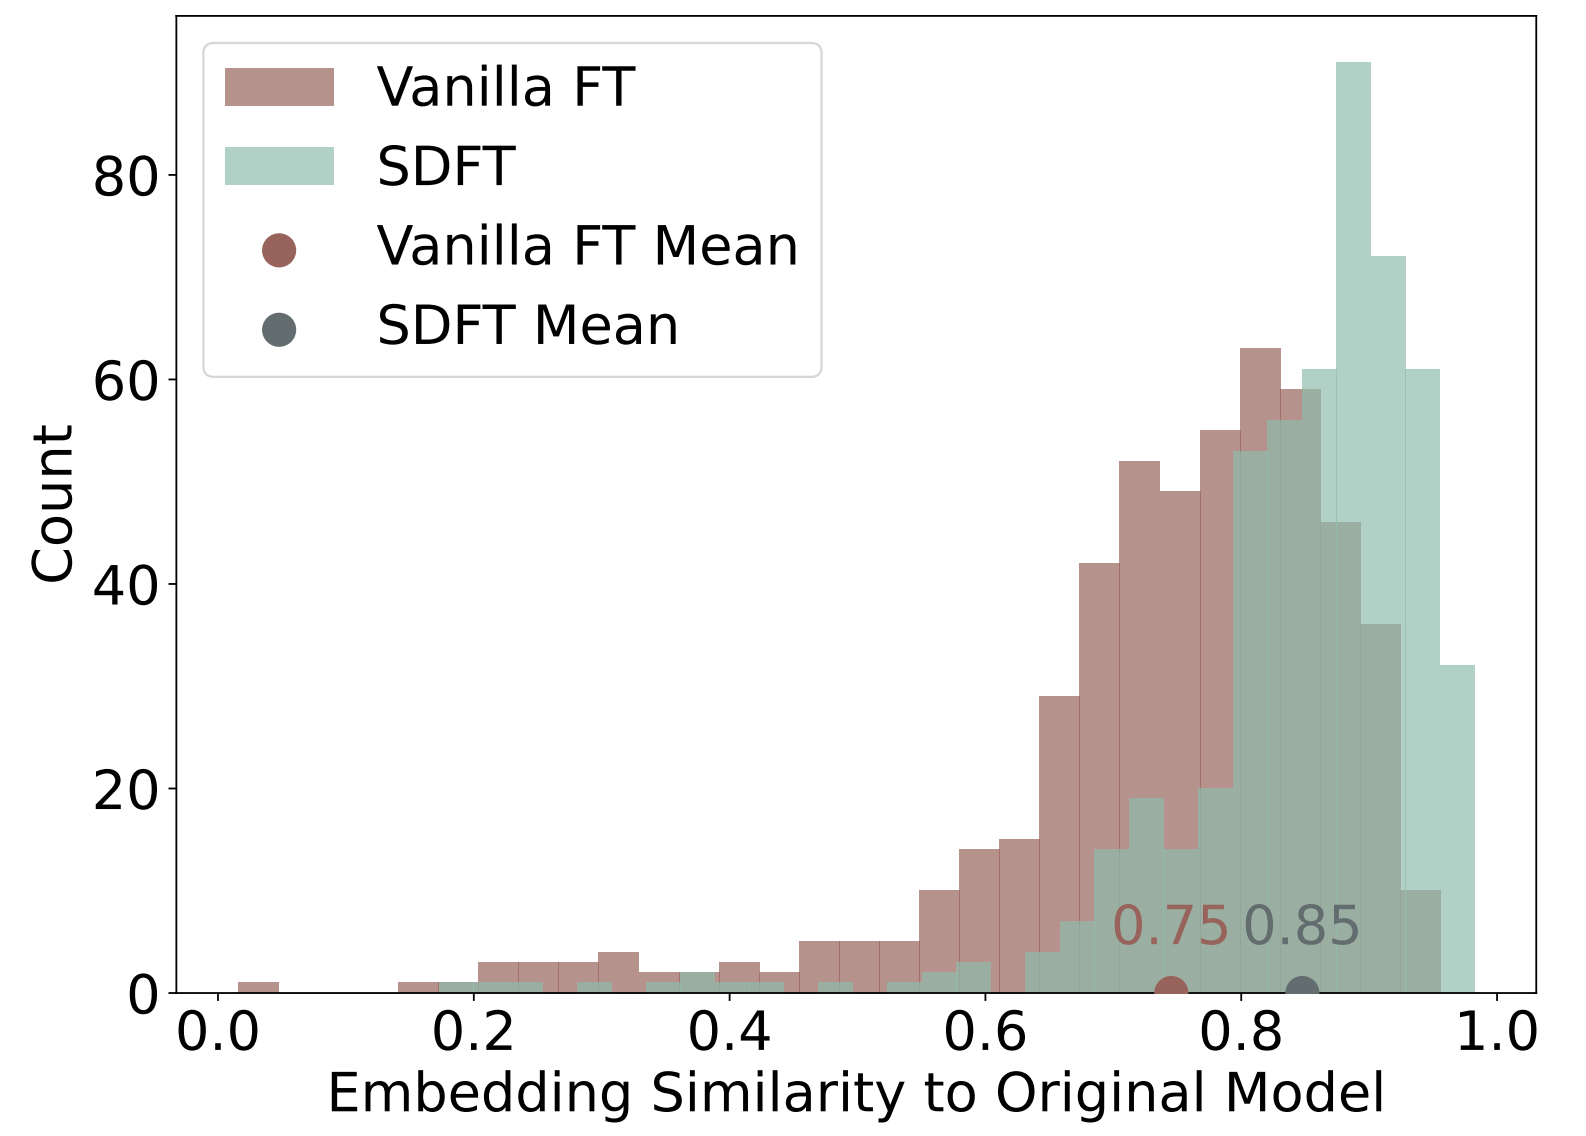 Vanilla FT
SDFT
Vanilla FT Mean
SDFT Mean
Count
80
60
40
20
0
0.75 0.85
0.0 0.2 0.4 0.6 0.8 1.0
Embedding Similarity to Original Model